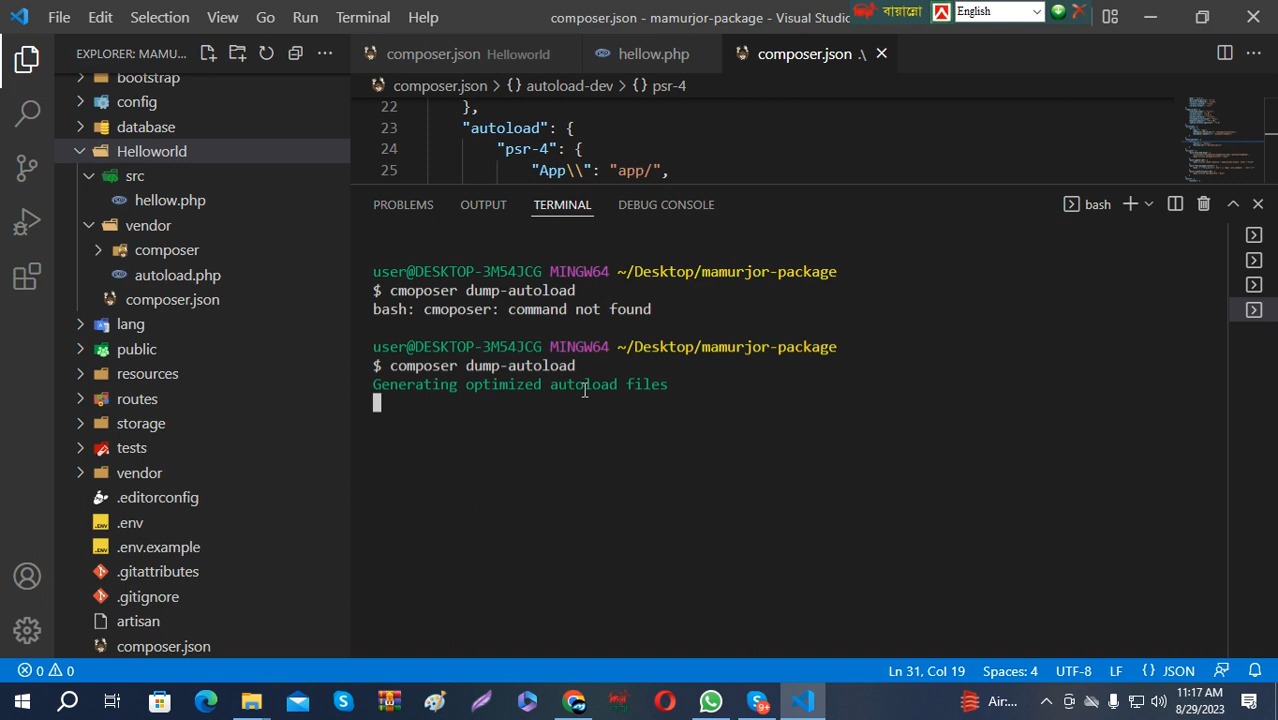 File Edit Selection View Go Run Terminal Help
composer.json - mamurjor-package - Visual Studio
বায়ান্নো
English
EXPLORER: MAMU...
composer.json Helloworld
hellow.php
composer.json .\
composer.json > {} autoload-dev > {} psr-4
bootstrap
config
database
Helloworld
src
hellow.php
vendor
composer
autoload.php
composer.json
lang
public
resources
routes
storage
tests
vendor
.editorconfig
.env
.env.example
.gitattributes
.gitignore
artisan
composer.json
22 },
23 "autoload": {
24 "psr-4": {
25 "App\\": "app/",
PROBLEMS OUTPUT TERMINAL DEBUG CONSOLE
bash
user@DESKTOP-3M54JCG MINGW64 ~/Desktop/mamurjor-package
$ cmoposer dump-autoload
bash: cmoposer: command not found
user@DESKTOP-3M54JCG MINGW64 ~/Desktop/mamurjor-package
$ composer dump-autoload
Generating optimized autoload files
0 0
Ln 31, Col 19 Spaces: 4 UTF-8 LF {} JSON
Air:...
11:17 AM
8/29/2023